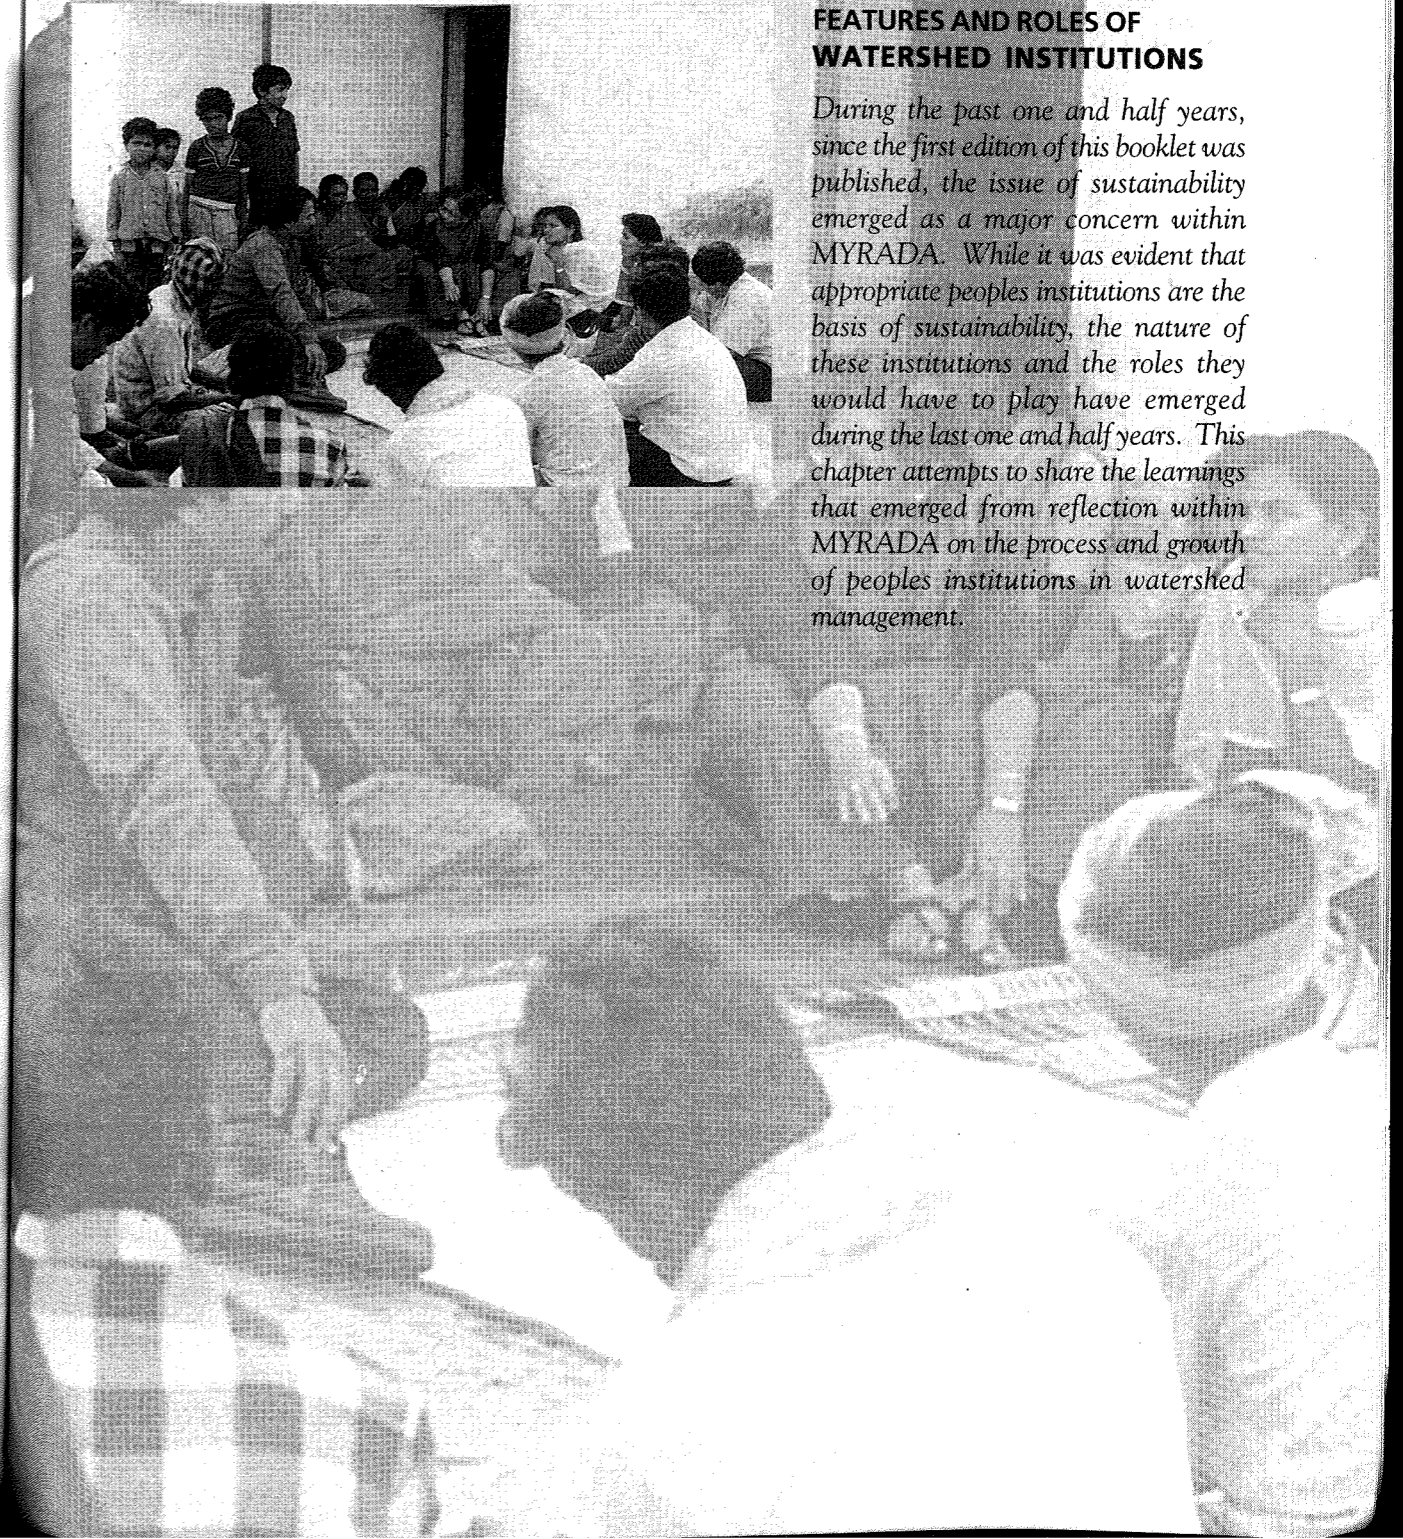 FEATURES AND ROLES OF
WATERSHED INSTITUTIONS
During the past one and half years,
since the first edition of this booklet was
published, the issue of sustainability
emerged as a major concern within
MYRADA. While it was evident that
appropriate peoples institutions are the
basis of sustainability, the nature of
these institutions and the roles they
would have to play have emerged
during the last one and half years. This
chapter attempts to share the learnings
that emerged from reflection within
MYRADA on the process and growth
of peoples institutions in watershed
management.